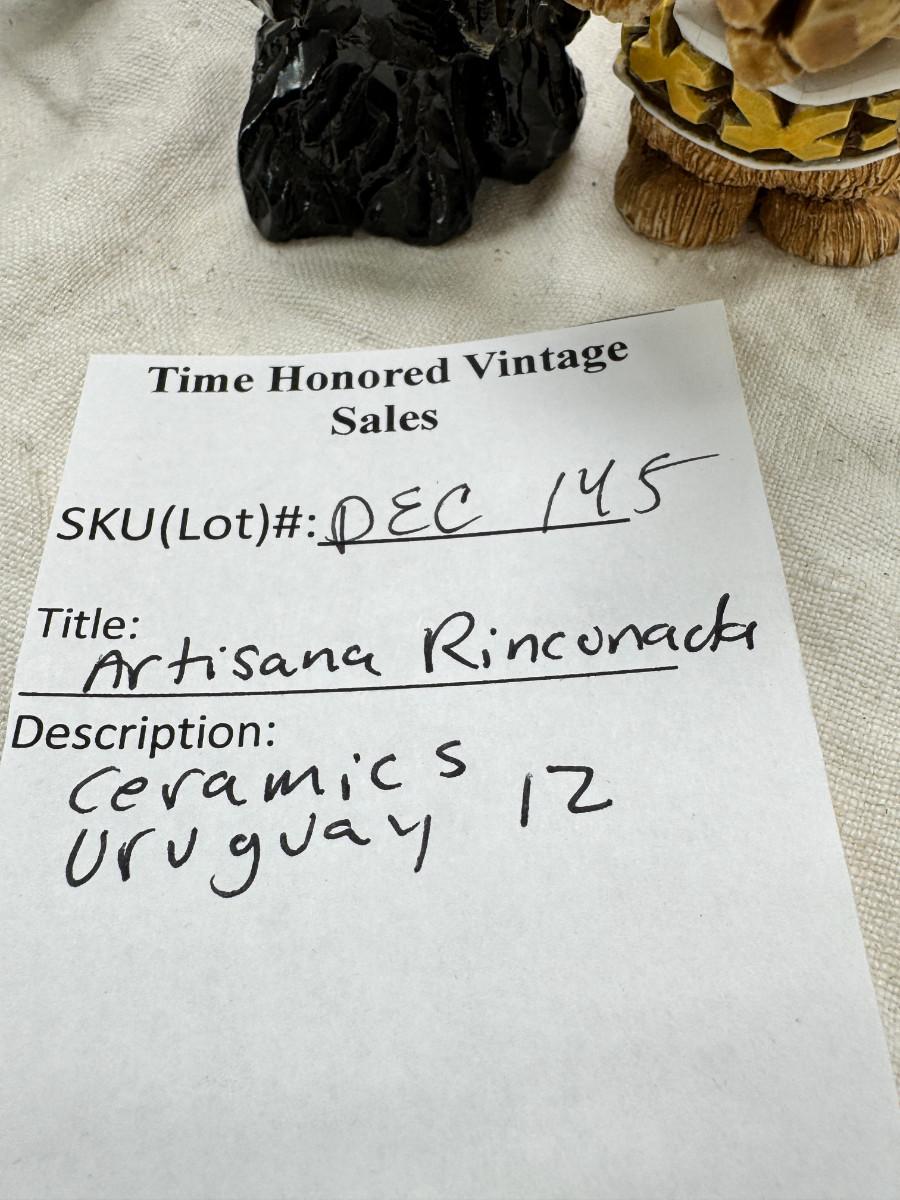 Time Honored Vintage
Sales
SKU(Lot)#: DEC 145
Title:
Artisana Rinconada
Description:
Ceramics 12
Uruguay